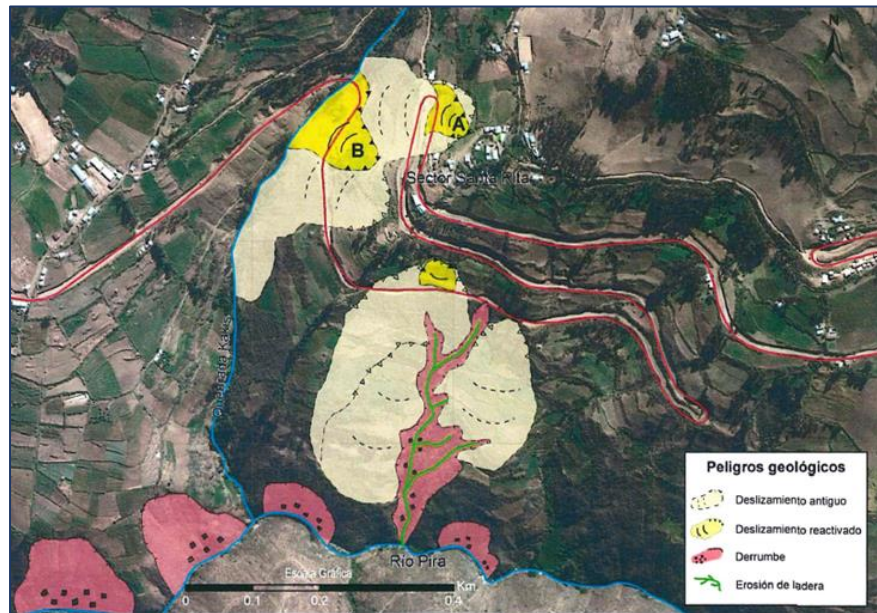 N
A
B
Sector Santa Rita
Quebrada Karas
Río Pira
Escala Gráfica
0 0.1 0.2 0.4
Km
Peligros geológicos
Deslizamiento antiguo
Deslizamiento reactivado
Derrumbe
Erosión de ladera